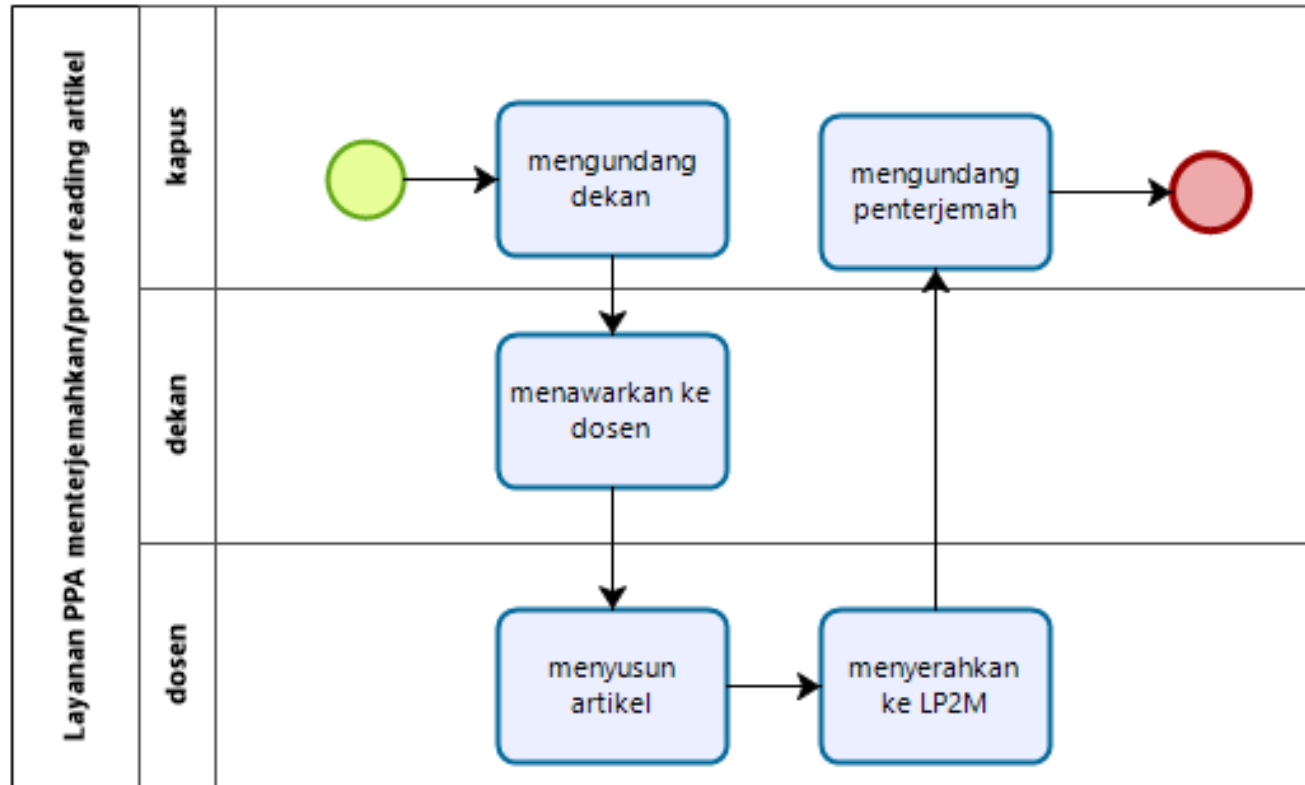 Layanan PPA menterjemahkan/proof reading artikel
kapus
mengundang
dekan
mengundang
penterjemah
dekan
menawarkan ke
dosen
dosen
menyusun
artikel
menyerahkan
ke LP2M